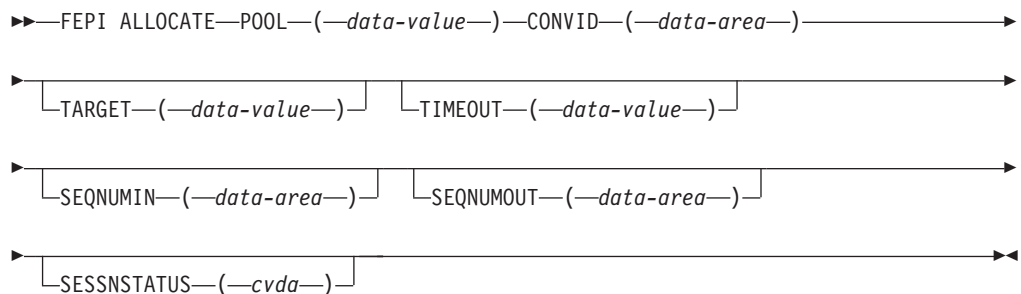 FEPI ALLOCATE POOL ( data-value ) CONVID ( data-area )
TARGET ( data-value ) TIMEOUT ( data-value )
SEQNUMIN ( data-area ) SEQNUMOUT ( data-area )
SESSNSTATUS ( cvda )